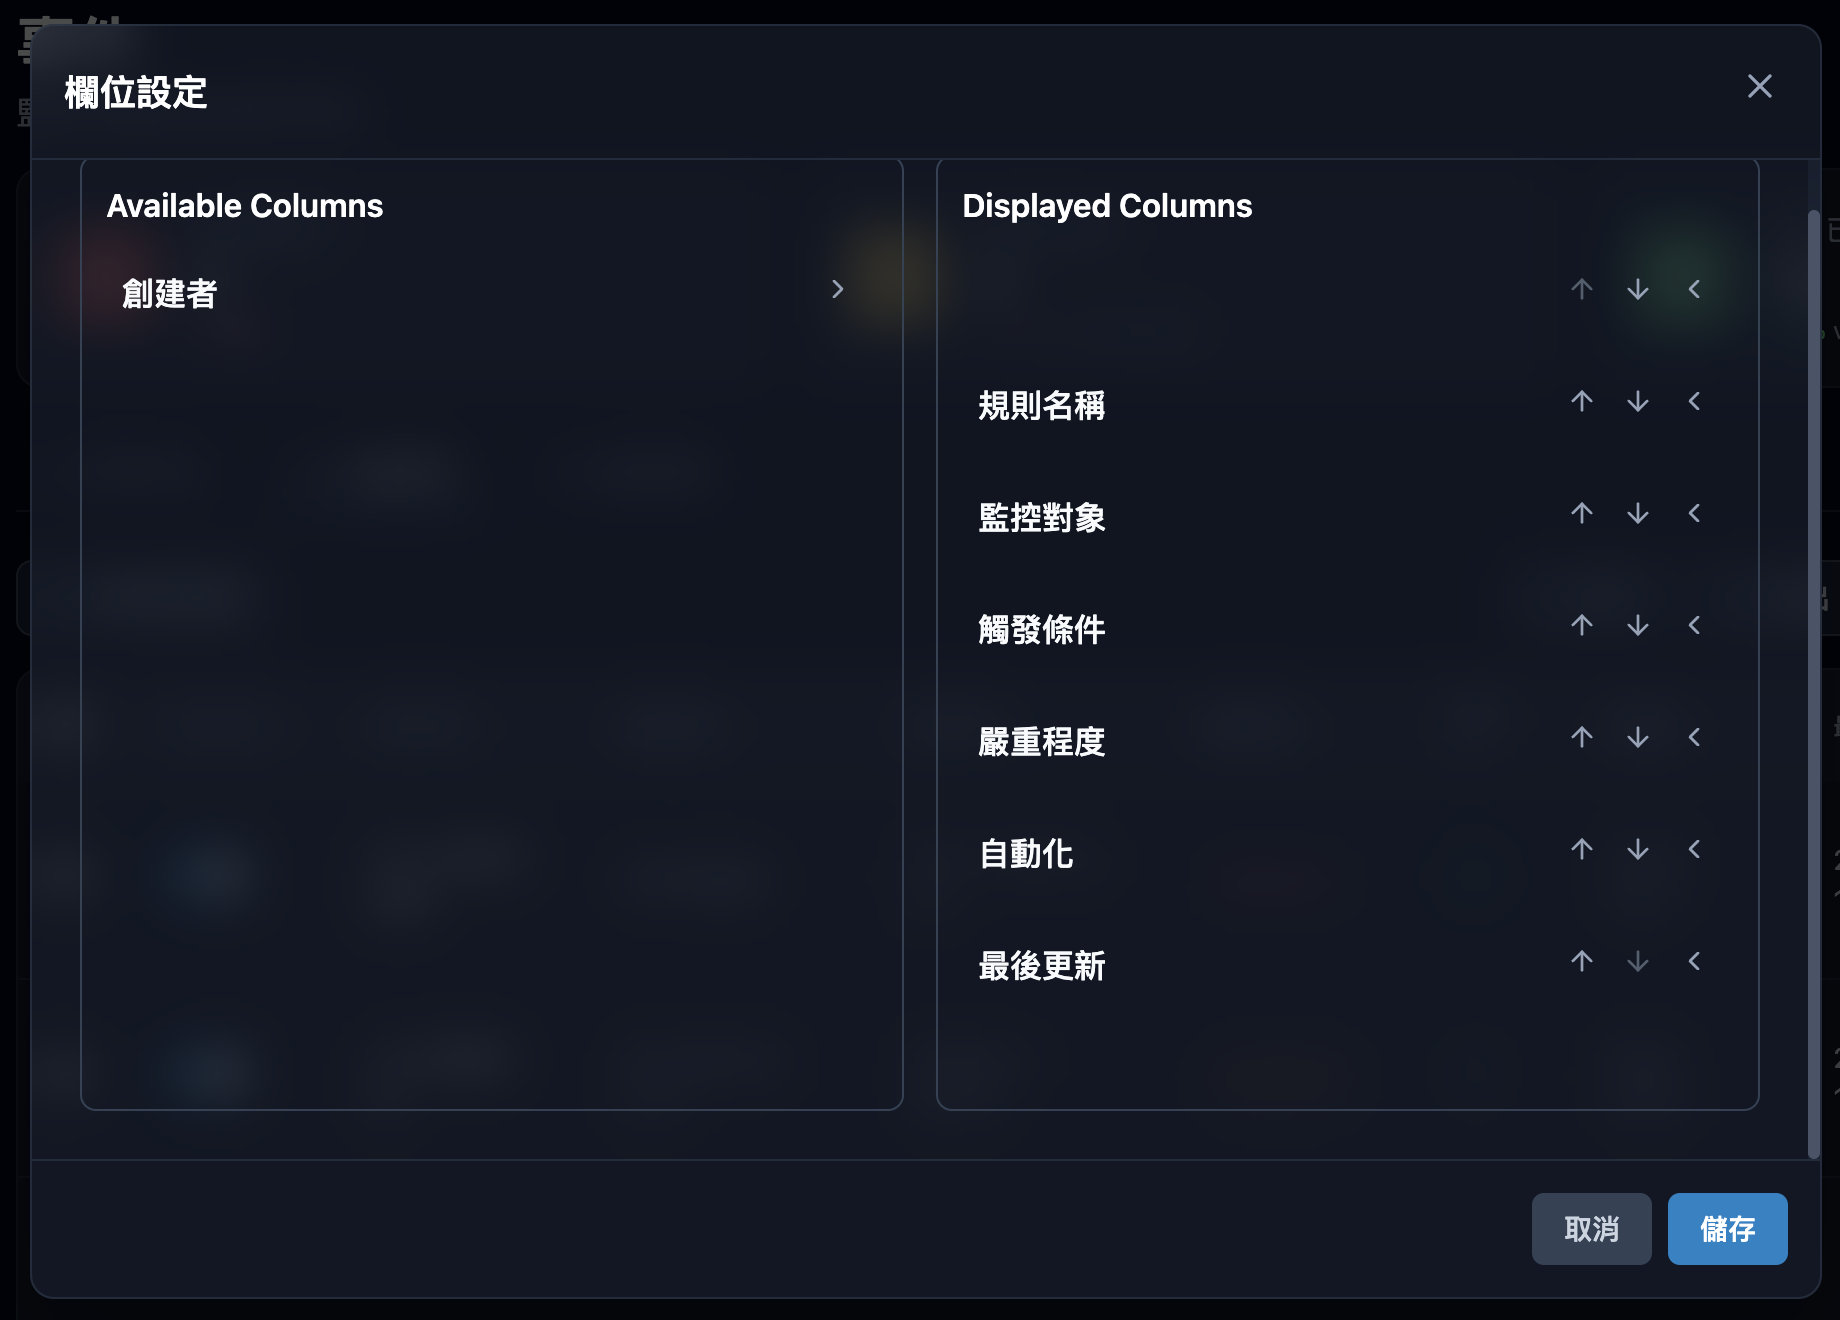 欄位設定
Available Columns
創建者
Displayed Columns
規則名稱
監控對象
觸發條件
嚴重程度
自動化
最後更新
取消
儲存